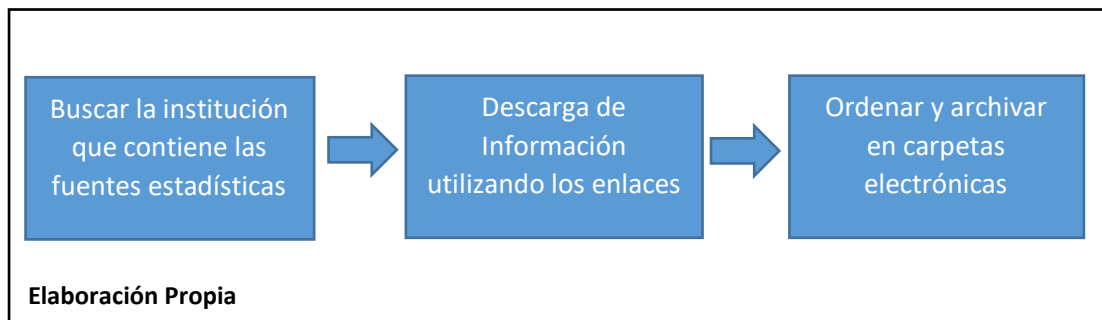 Buscar la institución
que contiene las
fuentes estadísticas
Descarga de
Información
utilizando los enlaces
Ordenar y archivar
en carpetas
electrónicas
Elaboración Propia